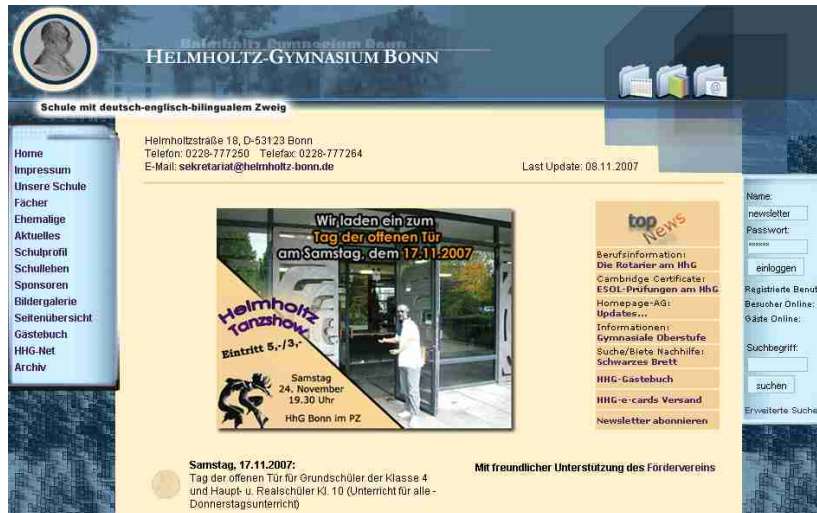 HELMHOLTZ-GYMNASIUM BONN
Schule mit deutsch-englisch-bilingualem Zweig
Home
Impressum
Unsere Schule
Fächer
Ehemalige
Aktuelles
Schulprofil
Schulleben
Sponsoren
Bildergalerie
Seitenübersicht
Gästebuch
HHG-Net
Archiv
Helmholtzstraße 18, D-53123 Bonn
Telefon: 0228-777250 Telefax: 0228-777264
E-Mail: sekretariat@helmholtz-bonn.de
Last Update: 08.11.2007
Wir laden ein zum
Tag der offenen Tür
am Samstag, dem 17.11.2007
Helmholtz
Tanzshow
Eintritt 5,-/3,-
Samstag
24. November
19.30 Uhr
HhG Bonn im PZ
top
News
Berufsinformation:
Die Rotarier am HhG
Cambridge Certificate:
ESOL-Prüfungen am HhG
Homepage-AG:
Updates...
Informationen:
Gymnasiale Oberstufe
Suche/Biete Nachhilfe:
Schwarzes Brett
HHG-Gästebuch
HHG-e-cards Versand
Newsletter abonnieren
Samstag, 17.11.2007:
Tag der offenen Tür für Grundschüler der Klasse 4
und Haupt- u. Realschüler Kl. 10 (Unterricht für alle -
Donnerstagsunterricht)
Mit freundlicher Unterstützung des Fördervereins
Name:
newsletter
Passwort:
******
einloggen
Registrierte Benut
Besucher Online:
Gäste Online:
Suchbegriff:
suchen
Erweiterte Suche